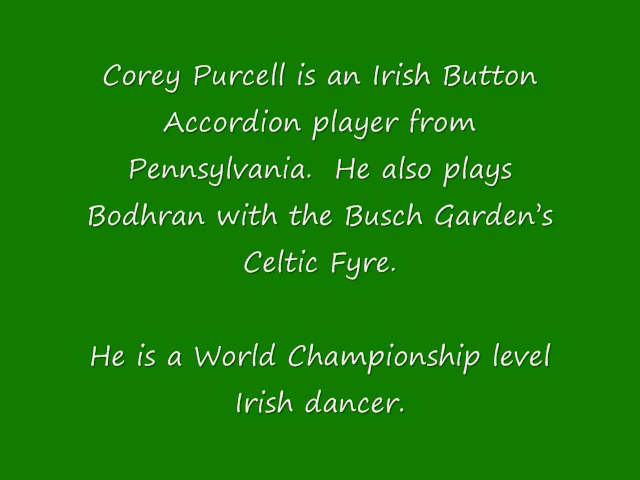 Corey Purcell is an Irish Button
Accordion player from
Pennsylvania.  He also plays
Bodhran with the Busch Garden’s
Celtic Fyre.
He is a World Championship level
Irish dancer.